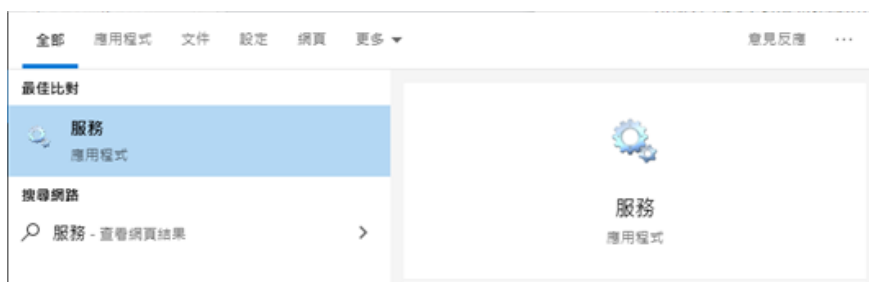 全部 應用程式 文件 設定 網頁 更多 意見反應 ...
最佳比對
服務
應用程式
搜尋網路
服務 - 查看網頁結果
服務
應用程式